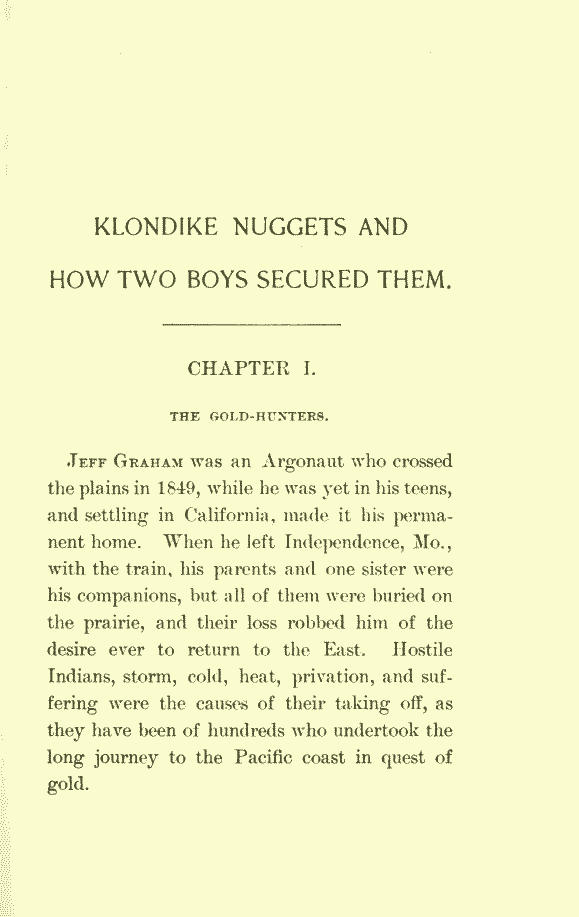 KLONDIKE NUGGETS AND
HOW TWO BOYS SECURED THEM.
CHAPTER I.
THE GOLD-HUNTERS.
JEFF GRAHAM was an Argonaut who crossed
the plains in 1849, while he was yet in his teens,
and settling in California, made it his perma-
nent home. When he left Independence, Mo.,
with the train, his parents and one sister were
his companions, but all of them were buried on
the prairie, and their loss robbed him of the
desire ever to return to the East. Hostile
Indians, storm, cold, heat, privation, and suf-
fering were the causes of their taking off, as
they have been of hundreds who undertook the
long journey to the Pacific coast in quest of
gold.